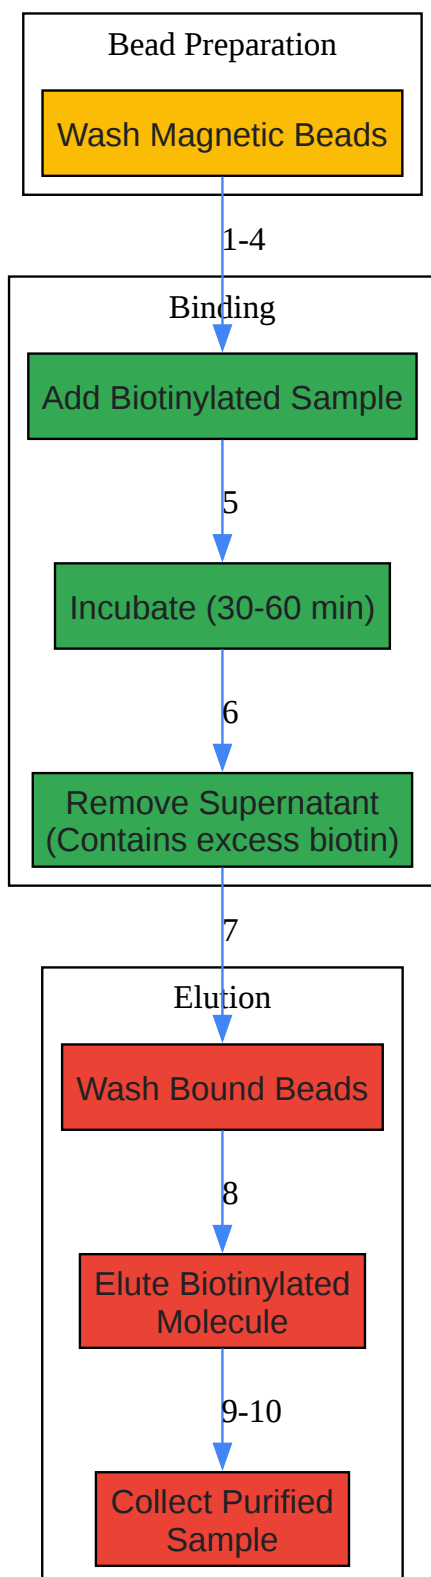 Bead Preparation
Wash Magnetic Beads
1-4
Binding
Add Biotinylated Sample
5
Incubate (30-60 min)
6
Remove Supernatant
(Contains excess biotin)
7
Elution
Wash Bound Beads
8
Elute Biotinylated
Molecule
9-10
Collect Purified
Sample